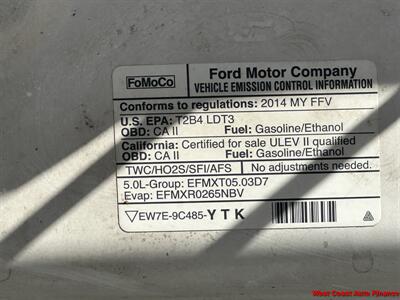 FoMoCo
Ford Motor Company
VEHICLE EMISSION CONTROL INFORMATION
Conforms to regulations: 2014 MY FFV
U.S. EPA: T2B4 LDT3
OBD: CA II Fuel: Gasoline/Ethanol
California: Certified for sale ULEV II qualified
OBD: CA II Fuel: Gasoline/Ethanol
TWC/HO2S/SFI/AFS No adjustments needed.
5.0L-Group: EFMXT05.03D7
Evap: EFMXR0265NBV
EW7E-9C485-YTK
West Coast Auto Finance